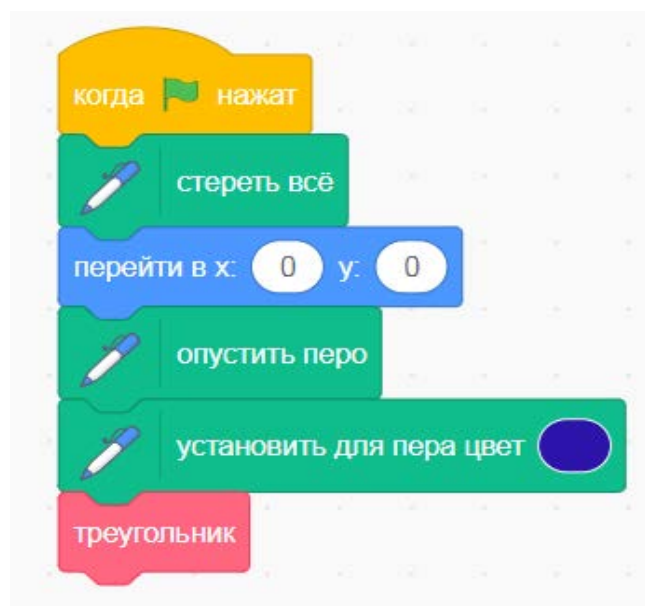 когда нажат
стереть всё
перейти в x: 0 y: 0
опустить перо
установить для пера цвет
треугольник